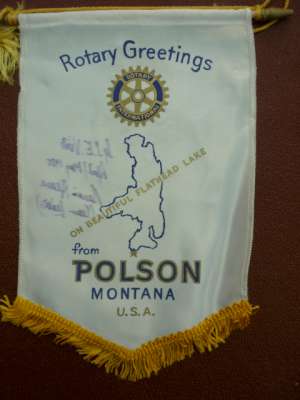 Rotary Greetings
ROTARY
INTERNATIONAL
ON BEAUTIFUL FLATHEAD LAKE
from
POLSON
MONTANA
U.S.A.